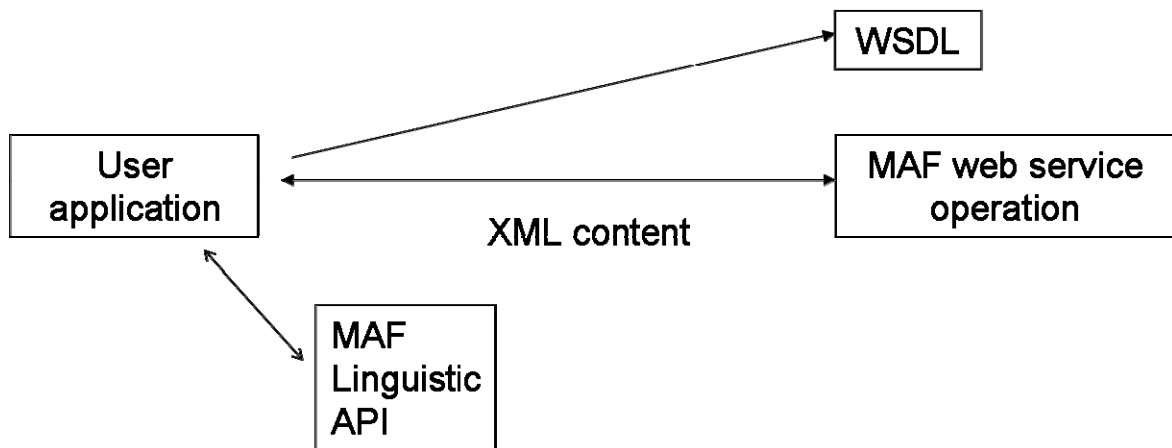 WSDL
User
application
MAF web service
operation
XML content
MAF
Linguistic
API